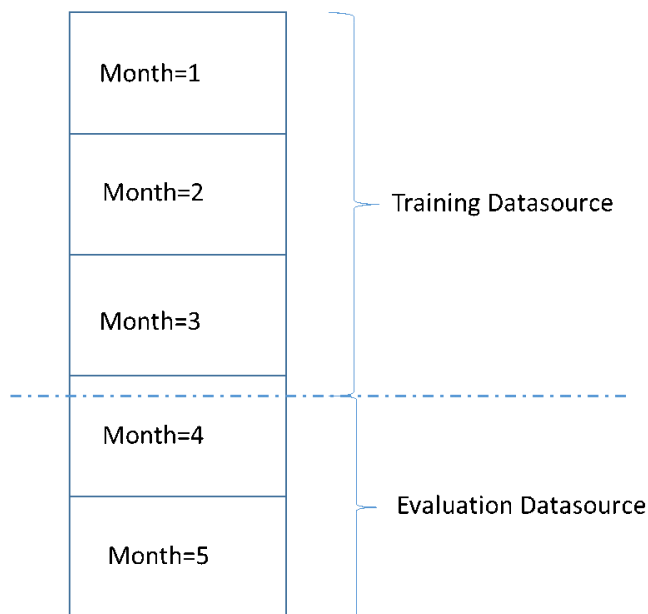 Month=1
Month=2
Training Datasource
Month=3
Month=4
Evaluation Datasource
Month=5